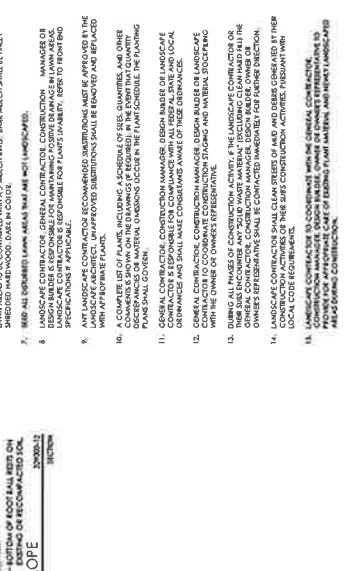 SHREDDED HARDWOOD, DARK IN COLOR.
7. SEED ALL DISTURBED LAWN AREAS THAT ARE NOT LANDSCAPED.
8. LANDSCAPE CONTRACTOR, GENERAL CONTRACTOR, CONSTRUCTION MANAGER OR
DESIGN BUILDER IS RESPONSIBLE FOR MAINTAINING POSITIVE DRAINAGE IN LAWN AREAS.
LANDSCAPE CONTRACTOR IS RESPONSIBLE FOR PLANTS LIVABILITY, REFER TO FRONT END
SPECIFICATIONS IF APPLICABLE.
9. ANY LANDSCAPE CONTRACTOR RECOMMENDED SUBSTITUTIONS MUST BE APPROVED BY THE
LANDSCAPE ARCHITECT. UNAPPROVED SUBSTITUTIONS SHALL BE REMOVED AND REPLACED
WITH APPROPRIATE PLANTS.
10. A COMPLETE LIST OF PLANTS, INCLUDING A SCHEDULE OF SIZES, QUANTITIES, AND OTHER
COMMENTS IS SHOWN ON THE DRAWINGS (IF REQUIRED). IN THE EVENT THAT QUANTITY
DISCREPANCIES OR MATERIAL OMISSIONS OCCUR IN THE PLANT SCHEDULE, THE PLANTING
PLANS SHALL GOVERN.
11. GENERAL CONTRACTOR, CONSTRUCTION MANAGER, DESIGN BUILDER OR LANDSCAPE
CONTRACTOR IS RESPONSIBLE FOR COMPLIANCE WITH ALL FEDERAL, STATE AND LOCAL
ORDINANCES AND SHALL MAKE CONSULTANTS AWARE OF THESE ORDINANCES.
12. GENERAL CONTRACTOR, CONSTRUCTION MANAGER, DESIGN BUILDER OR LANDSCAPE
CONTRACTOR TO COORDINATE CONSTRUCTION STAGING AND MATERIAL STOCKPILING
WITH THE OWNER OR OWNER'S REPRESENTATIVE.
13. DURING ALL PHASES OF CONSTRUCTION ACTIVITY, IF THE LANDSCAPE CONTRACTOR OR
THEIR SUBS ENCOUNTER ANY "SOLID WASTE MATERIAL" (EXCLUDING CLEAN HARD FILL) THE
GENERAL CONTRACTOR, CONSTRUCTION MANAGER, DESIGN BUILDER, OWNER OR
OWNER'S REPRESENTATIVE SHALL BE CONTACTED IMMEDIATELY FOR FURTHER DIRECTION.
14. LANDSCAPE CONTRACTOR SHALL CLEAN STREETS OF MUD AND DEBRIS GENERATED BY THEIR
CONSTRUCTION ACTIVITIES OR THEIR SUB'S CONSTRUCTION ACTIVITIES, PURSUANT WITH
LOCAL CODE REQUIREMENTS.
15. LANDSCAPE CONTRACTOR TO COORDINATE WITH THE GENERAL CONTRACTOR,
CONSTRUCTION MANAGER, DESIGN BUILDER, OWNER OR OWNER'S REPRESENTATIVE TO
PROVIDE FOR APPROPRIATE CARE OF EXISTING PLANT MATERIAL AND NEWLY LANDSCAPED
AREAS DURING CONSTRUCTION.
BOTTOM OF ROOT BALL RESTS ON
EXISTING OR RECOMPACTED SOIL.
OPE
SECTION